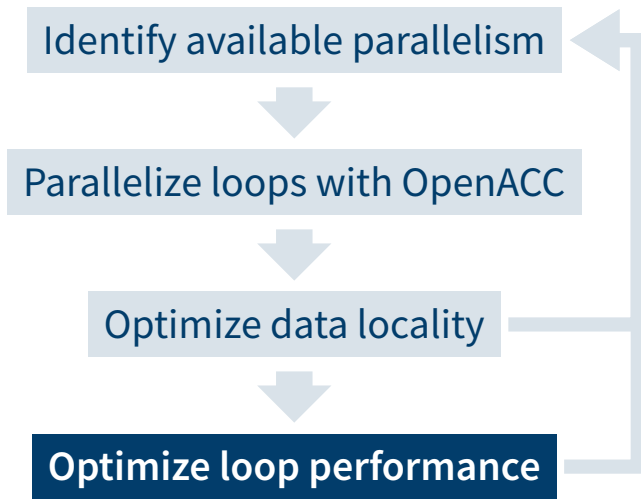 Identify available parallelism
Parallelize loops with OpenACC
Optimize data locality
Optimize loop performance